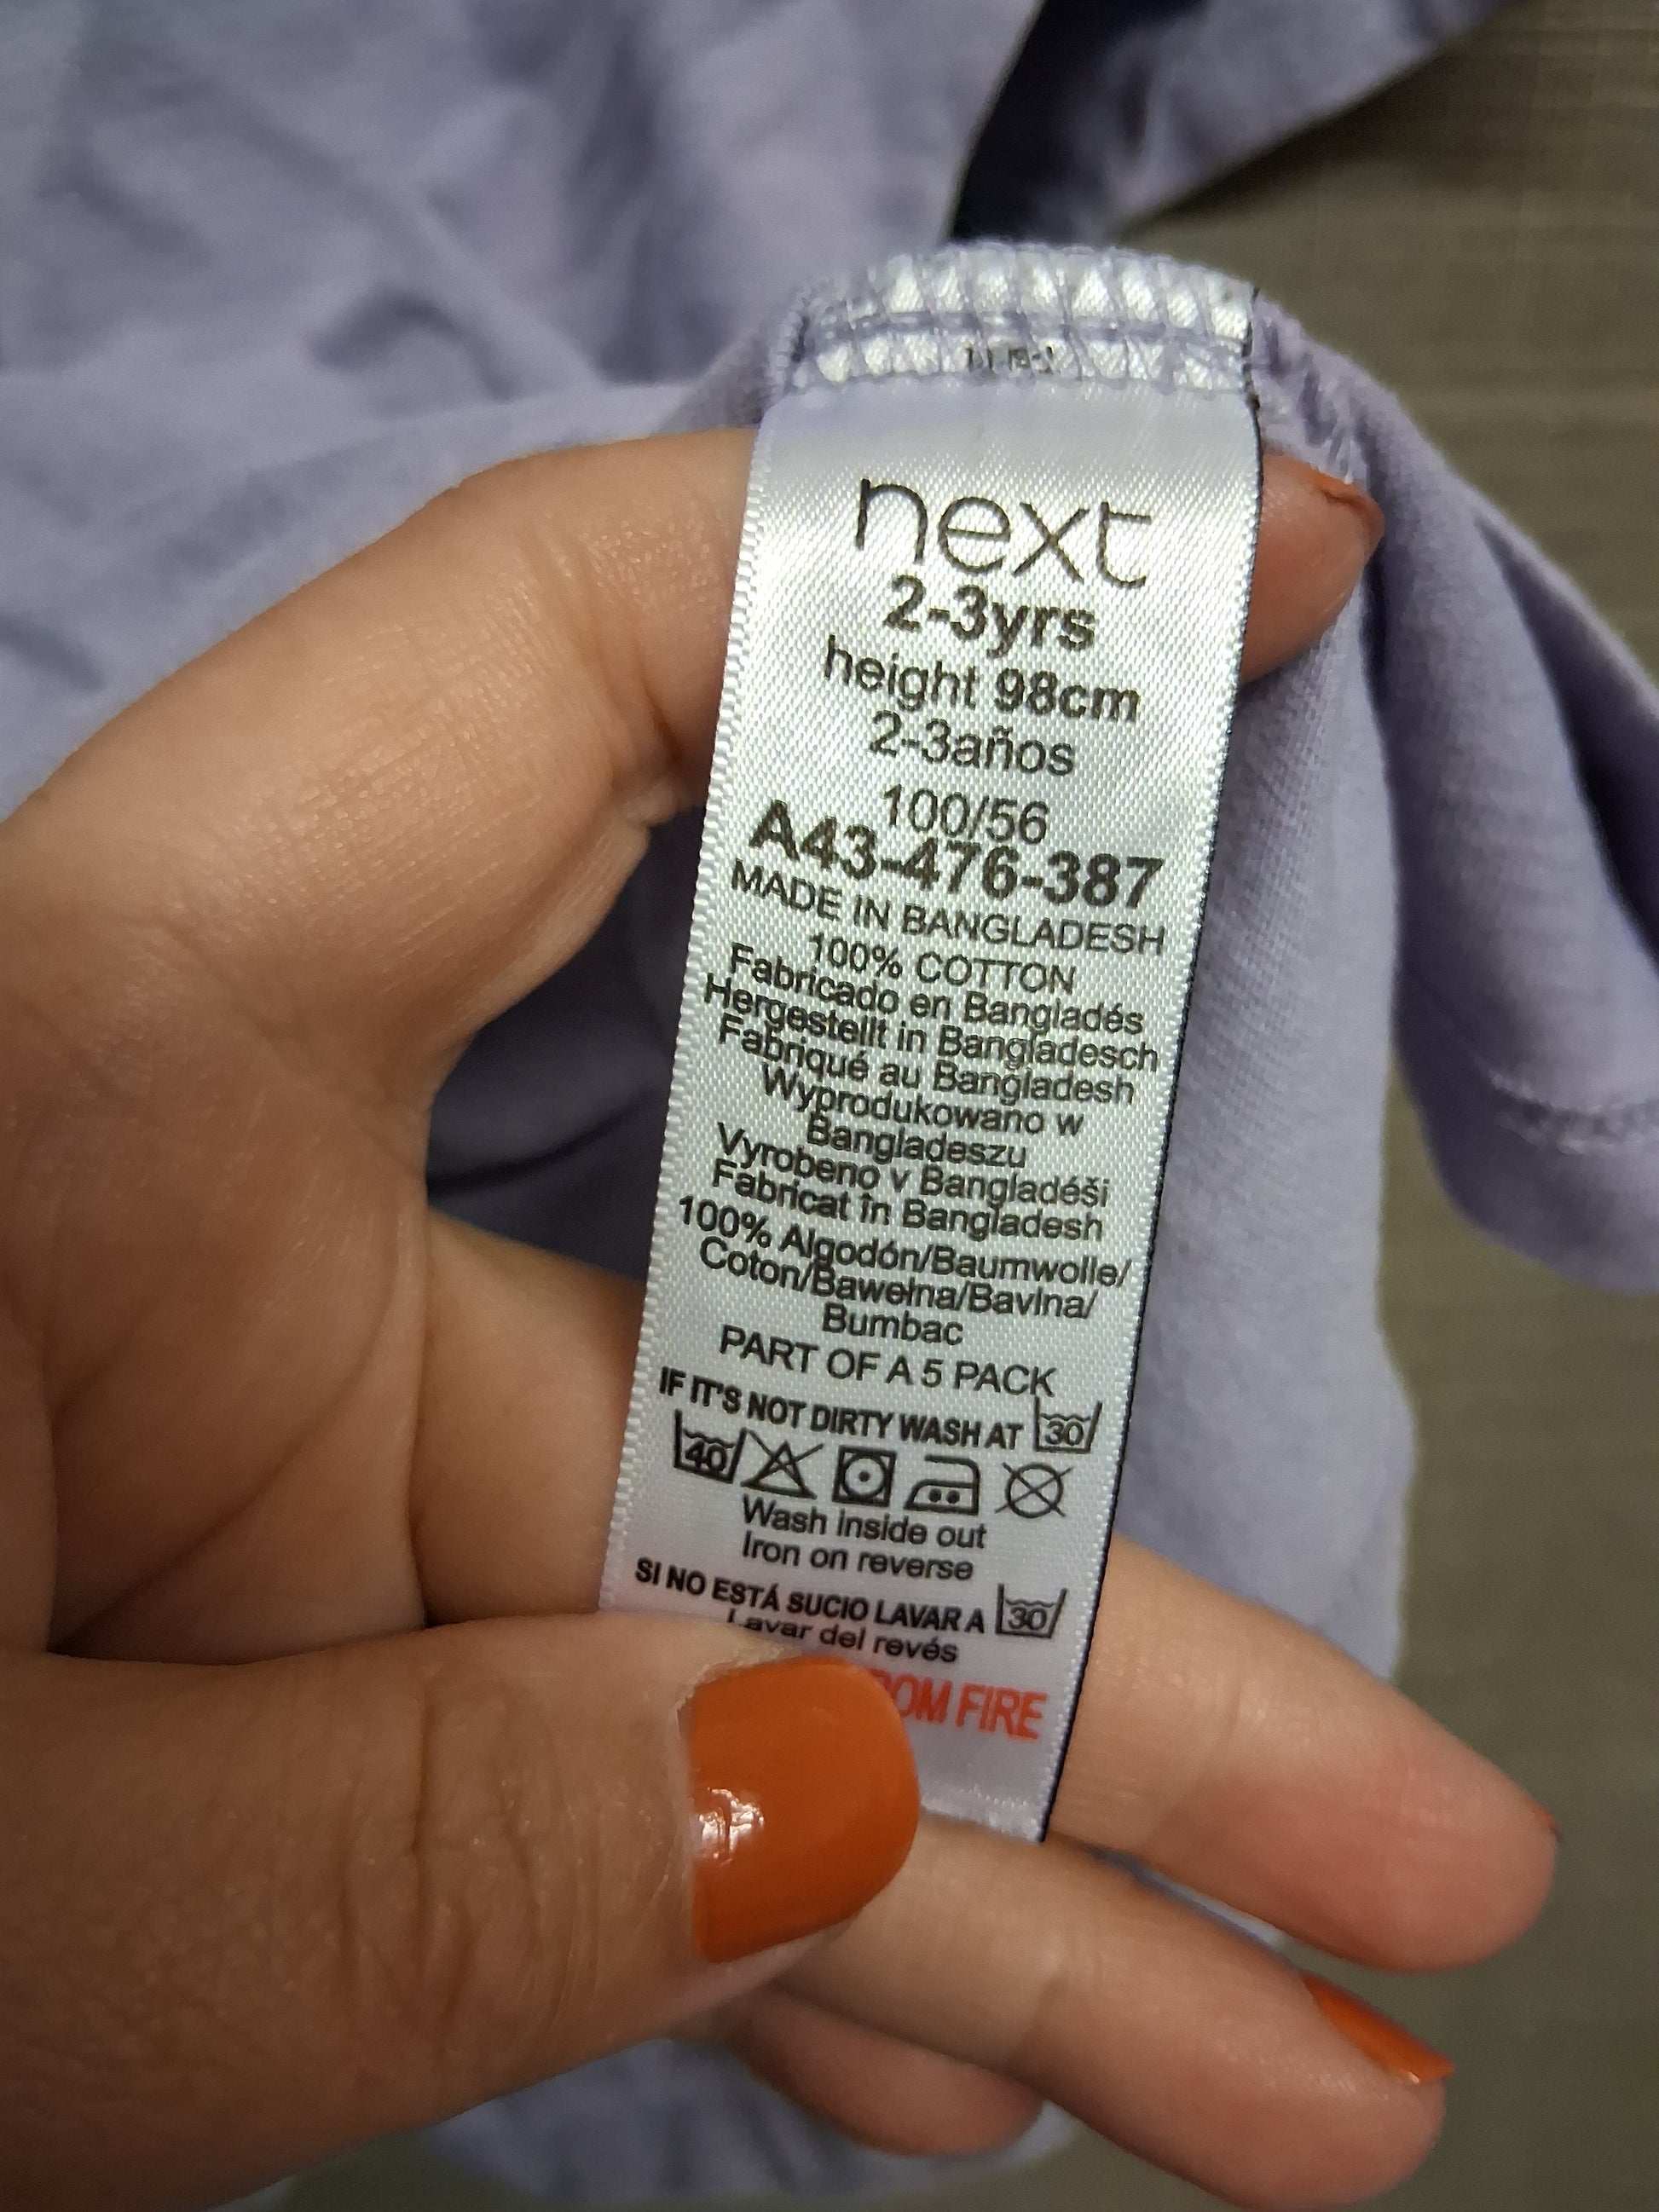 next
2-3yrs
height 98cm
2-3años
100/56
A43-476-387
MADE IN BANGLADESH
100% COTTON
Fabricado en Bangladés
Hergestellt in Bangladesch
Fabriqué au Bangladesh
Wyprodukowano w
Bangladeszu
Vyrobeno v Bangladéši
Fabricat în Bangladesh
100% Algodón/Baumwolle/
Coton/Bawełna/Bavlna/
Bumbac
PART OF A 5 PACK
IF IT'S NOT DIRTY WASH AT 30
40
Wash inside out
Iron on reverse
SI NO ESTÁ SUCIO LAVAR A 30
Lavar del revés
FIRE